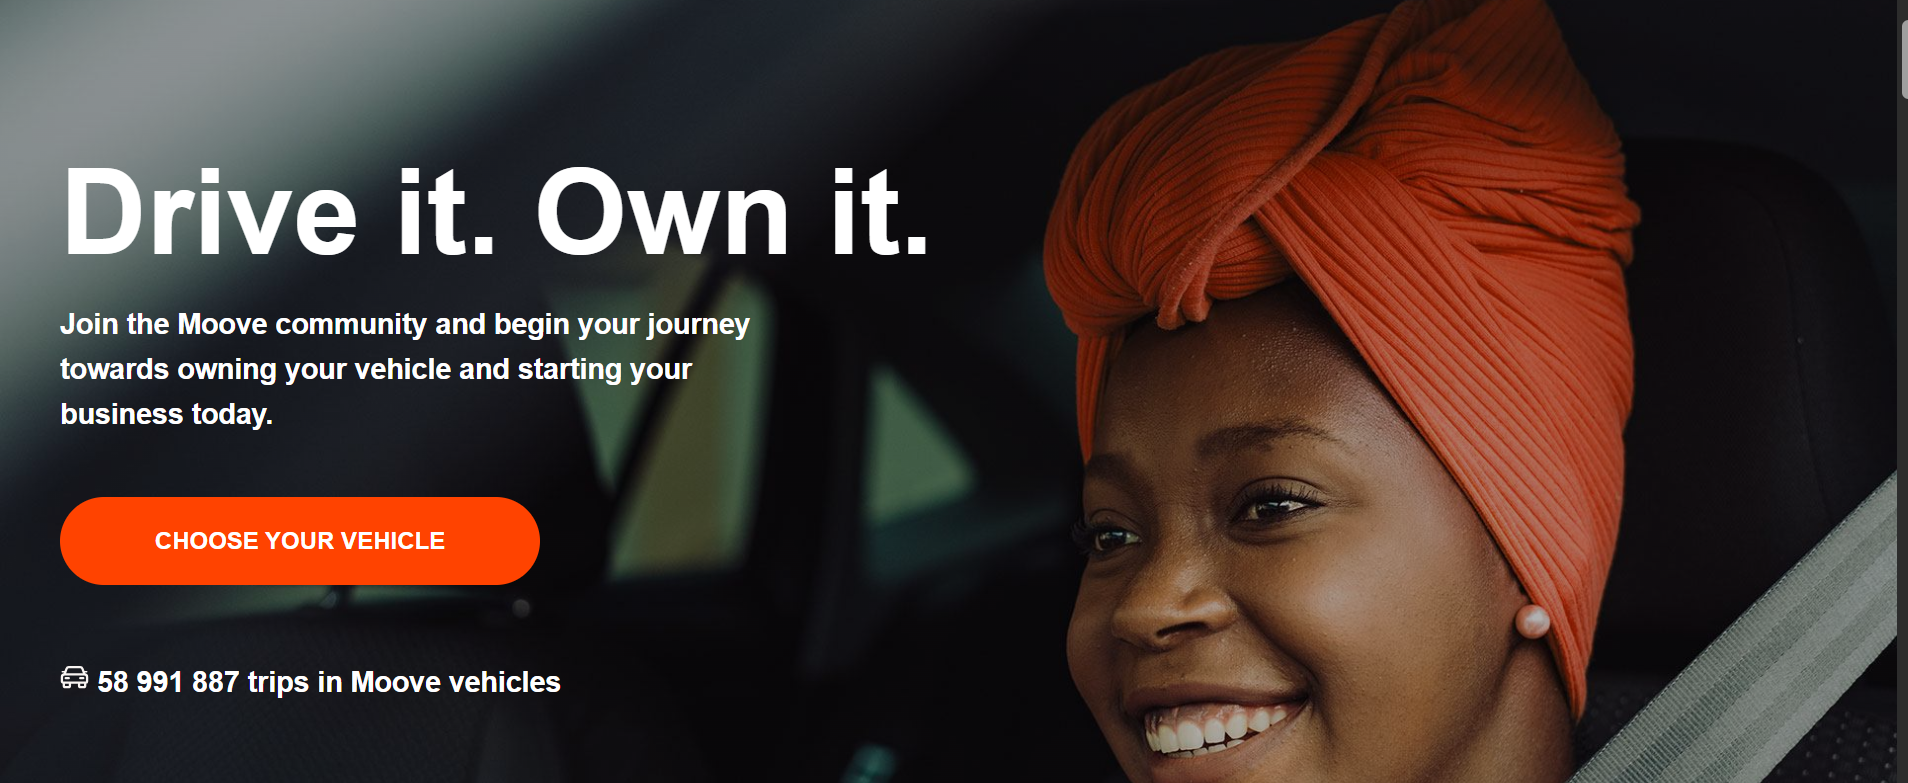 Drive it. Own it.
Join the Moove community and begin your journey
towards owning your vehicle and starting your
business today.
CHOOSE YOUR VEHICLE
58 991 887 trips in Moove vehicles